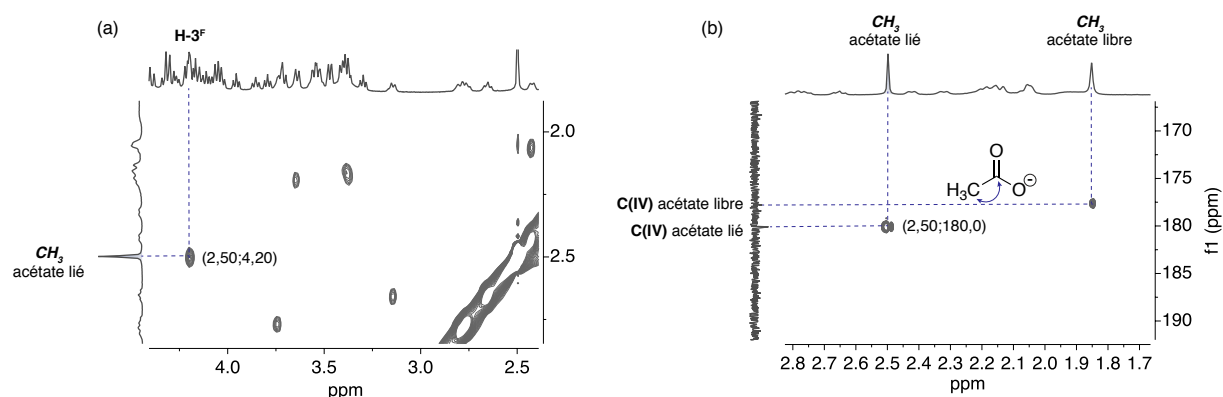 (a)
H-3F
2.0
2.5
CH3
acétate lié
(2,50;4,20)
4.0 3.5 3.0 2.5
ppm
(b)
CH3
acétate lié
CH3
acétate libre
170
175
180
185
190
f1 (ppm)
O
H3C O ⊖
C(IV) acétate libre
C(IV) acétate lié
(2,50;180,0)
2.8 2.7 2.6 2.5 2.4 2.3 2.2 2.1 2.0 1.9 1.8 1.7
ppm